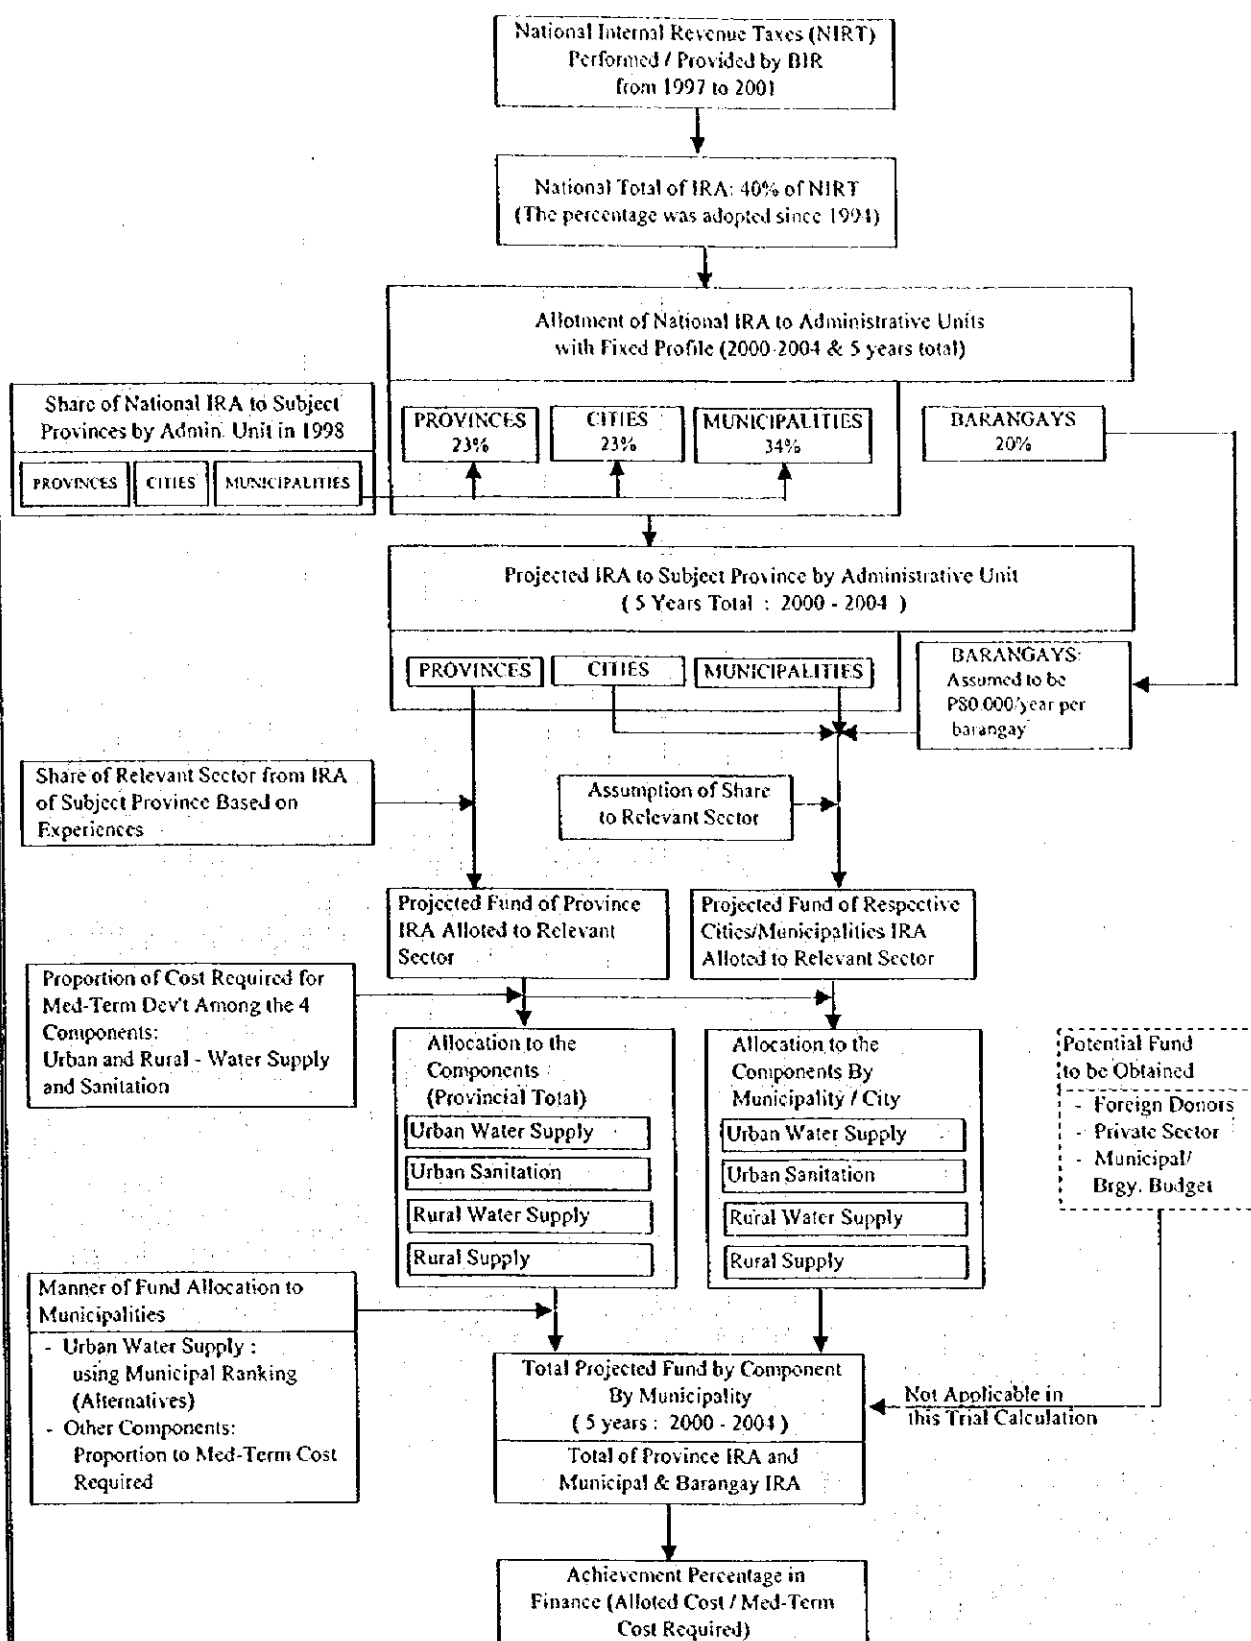 National Internal Revenue Taxes (NIRT)
Performed / Provided by BIR
from 1997 to 2001
National Total of IRA: 40% of NIRT
(The percentage was adopted since 1994)
Allotment of National IRA to Administrative Units
with Fixed Profile (2000-2004 & 5 years total)
Share of National IRA to Subject
Provinces by Admin. Unit in 1998
PROVINCES
CITIES
MUNICIPALITIES
PROVINCES
23%
CITIES
23%
MUNICIPALITIES
34%
BARANGAYS
20%
Projected IRA to Subject Province by Administrative Unit
( 5 Years Total : 2000 - 2004 )
PROVINCES
CITIES
MUNICIPALITIES
BARANGAYS:
Assumed to be
P80,000/year per
barangay
Share of Relevant Sector from IRA
of Subject Province Based on
Experiences
Assumption of Share
to Relevant Sector
Projected Fund of Province
IRA Alloted to Relevant
Sector
Projected Fund of Respective
Cities/Municipalities IRA
Alloted to Relevant Sector
Proportion of Cost Required for
Med-Term Dev't Among the 4
Components:
Urban and Rural - Water Supply
and Sanitation
Allocation to the
Components
(Provincial Total)
Urban Water Supply
Urban Sanitation
Rural Water Supply
Rural Supply
Allocation to the
Components By
Municipality / City
Urban Water Supply
Urban Sanitation
Rural Water Supply
Rural Supply
Potential Fund
to be Obtained
- Foreign Donors
- Private Sector
- Municipal/
Brgy. Budget
Manner of Fund Allocation to
Municipalities
- Urban Water Supply :
using Municipal Ranking
(Alternatives)
- Other Components:
Proportion to Med-Term Cost
Required
Total Projected Fund by Component
By Municipality
( 5 years : 2000 - 2004 )
Total of Province IRA and
Municipal & Barangay IRA
Not Applicable in
this Trial Calculation
Achievement Percentage in
Finance (Alloted Cost / Med-Term
Cost Required)